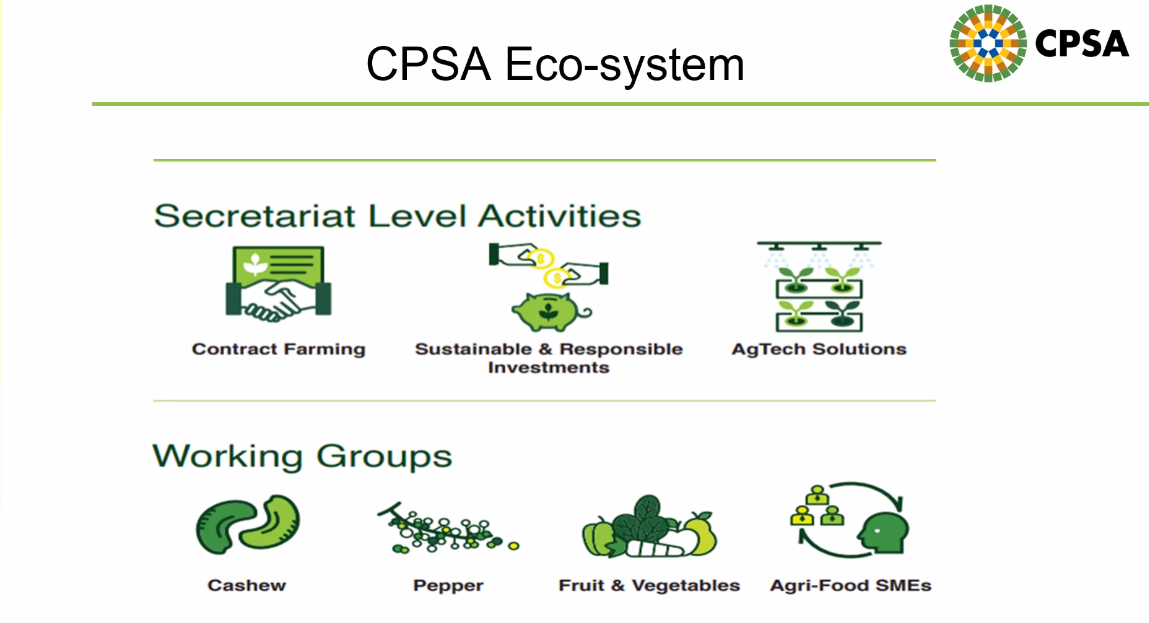 CPSA Eco-system
CPSA
Secretariat Level Activities
$
$
Contract Farming
Sustainable & Responsible
Investments
AgTech Solutions
Working Groups
Cashew
Pepper
Fruit & Vegetables
Agri-Food SMEs